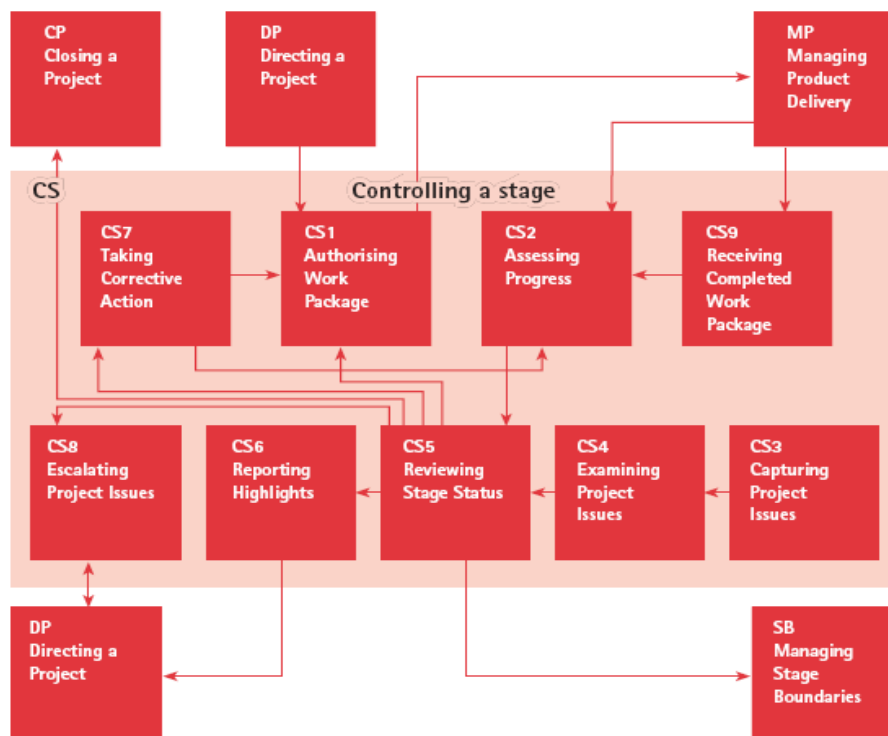 CP
Closing a
Project
DP
Directing a
Project
MP
Managing
Product
Delivery
CS
Controlling a stage
CS7
Taking
Corrective
Action
CS1
Authorising
Work
Package
CS2
Assessing
Progress
CS9
Receiving
Completed
Work
Package
CS8
Escalating
Project Issues
CS6
Reporting
Highlights
CS5
Reviewing
Stage Status
CS4
Examining
Project
Issues
CS3
Capturing
Project
Issues
DP
Directing a
Project
SB
Managing
Stage
Boundaries